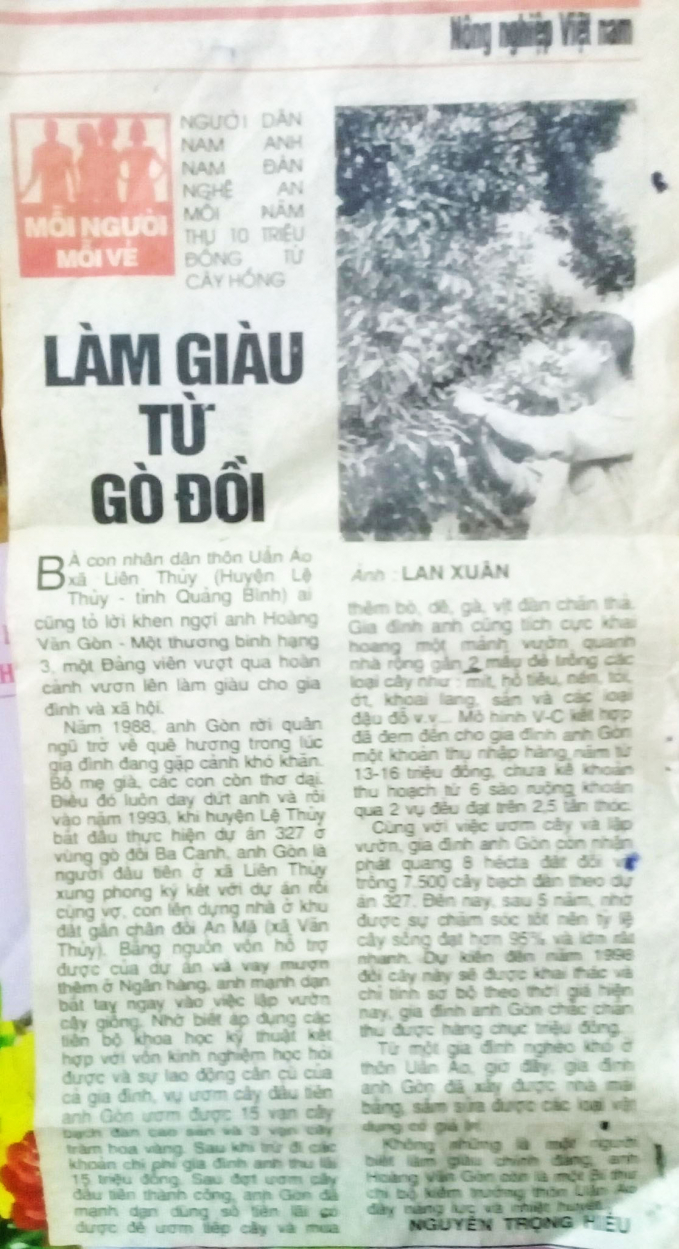 Nông nghiệp Việt nam
MỖI NGƯỜI
MỖI VẺ
NGƯỜI DÂN
NAM ANH
NAM ĐÀN
NGHỆ AN
MỖI NĂM
THU 10 TRIỆU
ĐỒNG TỪ
CÂY HỒNG
LÀM GIÀU
TỪ
GÒ ĐỒI
Ảnh : LAN XUÂN
BÀ con nhân dân thôn Uẩn Áo
xã Liên Thủy (Huyện Lệ
Thủy - tỉnh Quảng Bình) ai
cũng tỏ lời khen ngợi anh Hoàng
Văn Gòn - Một thương binh hạng
3, một Đảng viên vượt qua hoàn
cảnh vươn lên làm giàu cho gia
đình và xã hội.
Năm 1988, anh Gòn rời quân
ngũ trở về quê hương trong lúc
gia đình đang gặp cảnh khó khăn.
Bố mẹ già, các con còn thơ dại.
Điều đó luôn day dứt anh và rồi
vào năm 1993, khi huyện Lệ Thủy
bắt đầu thực hiện dự án 327 ở
vùng gò đồi Ba Canh, anh Gòn là
người đầu tiên ở xã Liên Thủy
xung phong ký kết với dự án rồi
cùng vợ, con lên dựng nhà ở khu
đất gần chân đồi An Mã (xã Văn
Thủy). Bằng nguồn vốn hỗ trợ
được của dự án và vay mượn
thêm ở Ngân hàng, anh mạnh dạn
bắt tay ngay vào việc lập vườn
cây giống. Nhờ biết áp dụng các
tiến bộ khoa học kỹ thuật kết
hợp với vốn kinh nghiệm học hỏi
được và sự lao động cần cù của
cả gia đình, vụ ươm cây đầu tiên
anh Gòn ươm được 15 vạn cây
bạch đàn cao sản và 3 vạn cây
tràm hoa vàng. Sau khi trừ đi các
khoản chi phí gia đình anh thu lãi
15 triệu đồng. Sau đợt ươm cây
đầu tiên thành công, anh Gòn đã
mạnh dạn dùng số tiền lãi có
được để ươm tiếp cây và mua
thêm bò, dê, gà, vịt đàn chăn thả.
Gia đình anh cũng tích cực khai
hoang một mảnh vườn quanh
nhà rộng gần 2 mẫu để trồng các
loại cây như : mít, hồ tiêu, nén, tỏi,
ớt, khoai lang, sắn và các loại
đậu đỗ v.v... Mô hình V-C kết hợp
đã đem đến cho gia đình anh Gòn
một khoản thu nhập hàng năm từ
13-16 triệu đồng, chưa kể khoản
thu hoạch từ 6 sào ruộng khoán
qua 2 vụ đều đạt trên 2,5 tấn thóc.
Cùng với việc ươm cây và lập
vườn, gia đình anh Gòn còn nhận
phát quang 8 hécta đất đồi và
trồng 7.500 cây bạch đàn theo dự
án 327. Đến nay, sau 5 năm, nhờ
được sự chăm sóc tốt nên tỷ lệ
cây sống đạt hơn 95% và lớn rất
nhanh. Dự kiến đến năm 1998
đồi cây này sẽ được khai thác và
chỉ tính sơ bộ theo thời giá hiện
nay, gia đình anh Gòn chắc chắn
thu được hàng chục triệu đồng.
Từ một gia đình nghèo khó ở
thôn Uẩn Áo, giờ đây, gia đình
anh Gòn đã xây được nhà mái
bằng, sắm sửa được các loại vật
dụng có giá trị.
Không những là một người
biết làm giàu chính đáng, anh
Hoàng Văn Gòn còn là một Bí thư
chi bộ kiêm trưởng thôn Uẩn Áo
đầy năng lực và nhiệt huyết.
NGUYỄN TRỌNG HIẾU